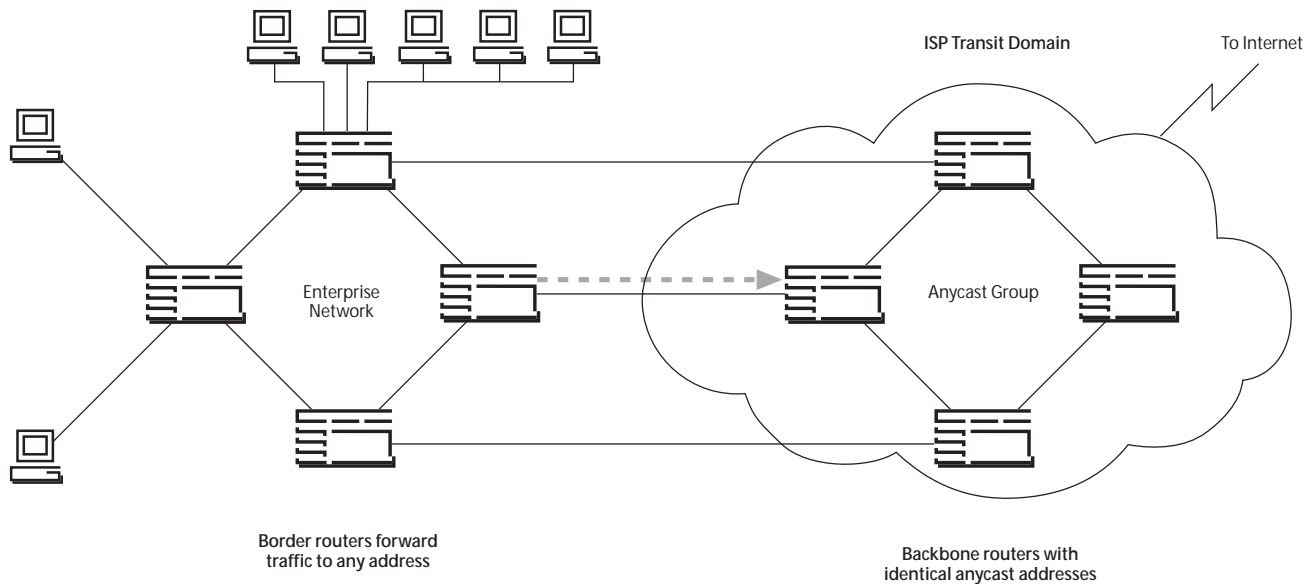 ISP Transit Domain
To Internet
Enterprise
Network
Anycast Group
Border routers forward
traffic to any address
Backbone routers with
identical anycast addresses